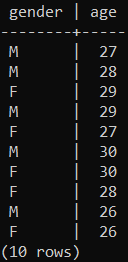 gender | age
--------+-----
M | 27
M | 28
F | 29
M | 29
F | 27
M | 30
F | 30
F | 28
M | 26
F | 26
(10 rows)